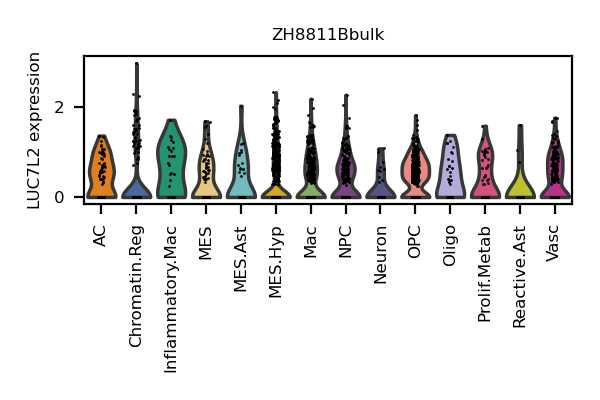 ZH8811Bbulk
LUC7L2 expression
2
0
AC
Chromatin.Reg
Inflammatory.Mac
MES
MES.Ast
MES.Hyp
Mac
NPC
Neuron
OPC
Oligo
Prolif.Metab
Reactive.Ast
Vasc